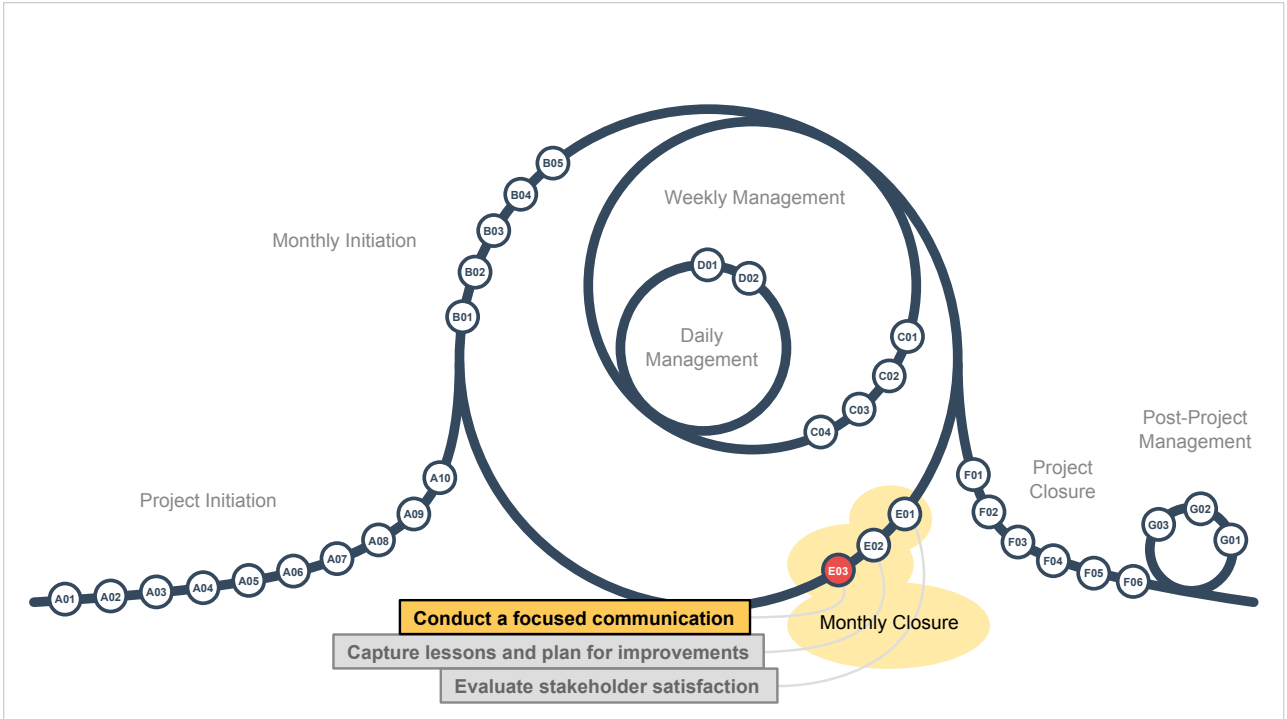 B05
B04
B03
B02
B01
Monthly Initiation
Weekly Management
D01
D02
Daily
Management
C01
C02
C03
C04
Post-Project
Management
Project
Closure
Project Initiation
A10
A09
A08
A07
A06
A05
A04
A03
A02
A01
E01
E02
E03
F01
F02
F03
F04
F05
F06
G03
G02
G01
Conduct a focused communication
Monthly Closure
Capture lessons and plan for improvements
Evaluate stakeholder satisfaction